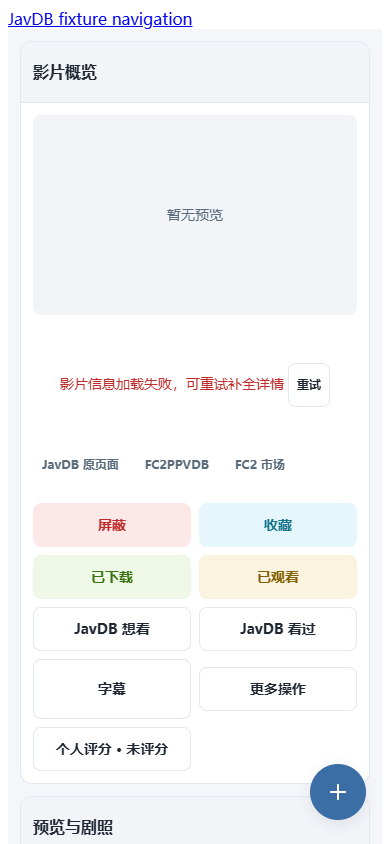 JavDB fixture navigation
影片概览
暂无预览
影片信息加载失败，可重试补全详情 重试
JavDB 原页面 FC2PPVDB FC2 市场
屏蔽 收藏
已下载 已观看
JavDB 想看 JavDB 看过
字幕 更多操作
个人评分 • 未评分
预览与剧照